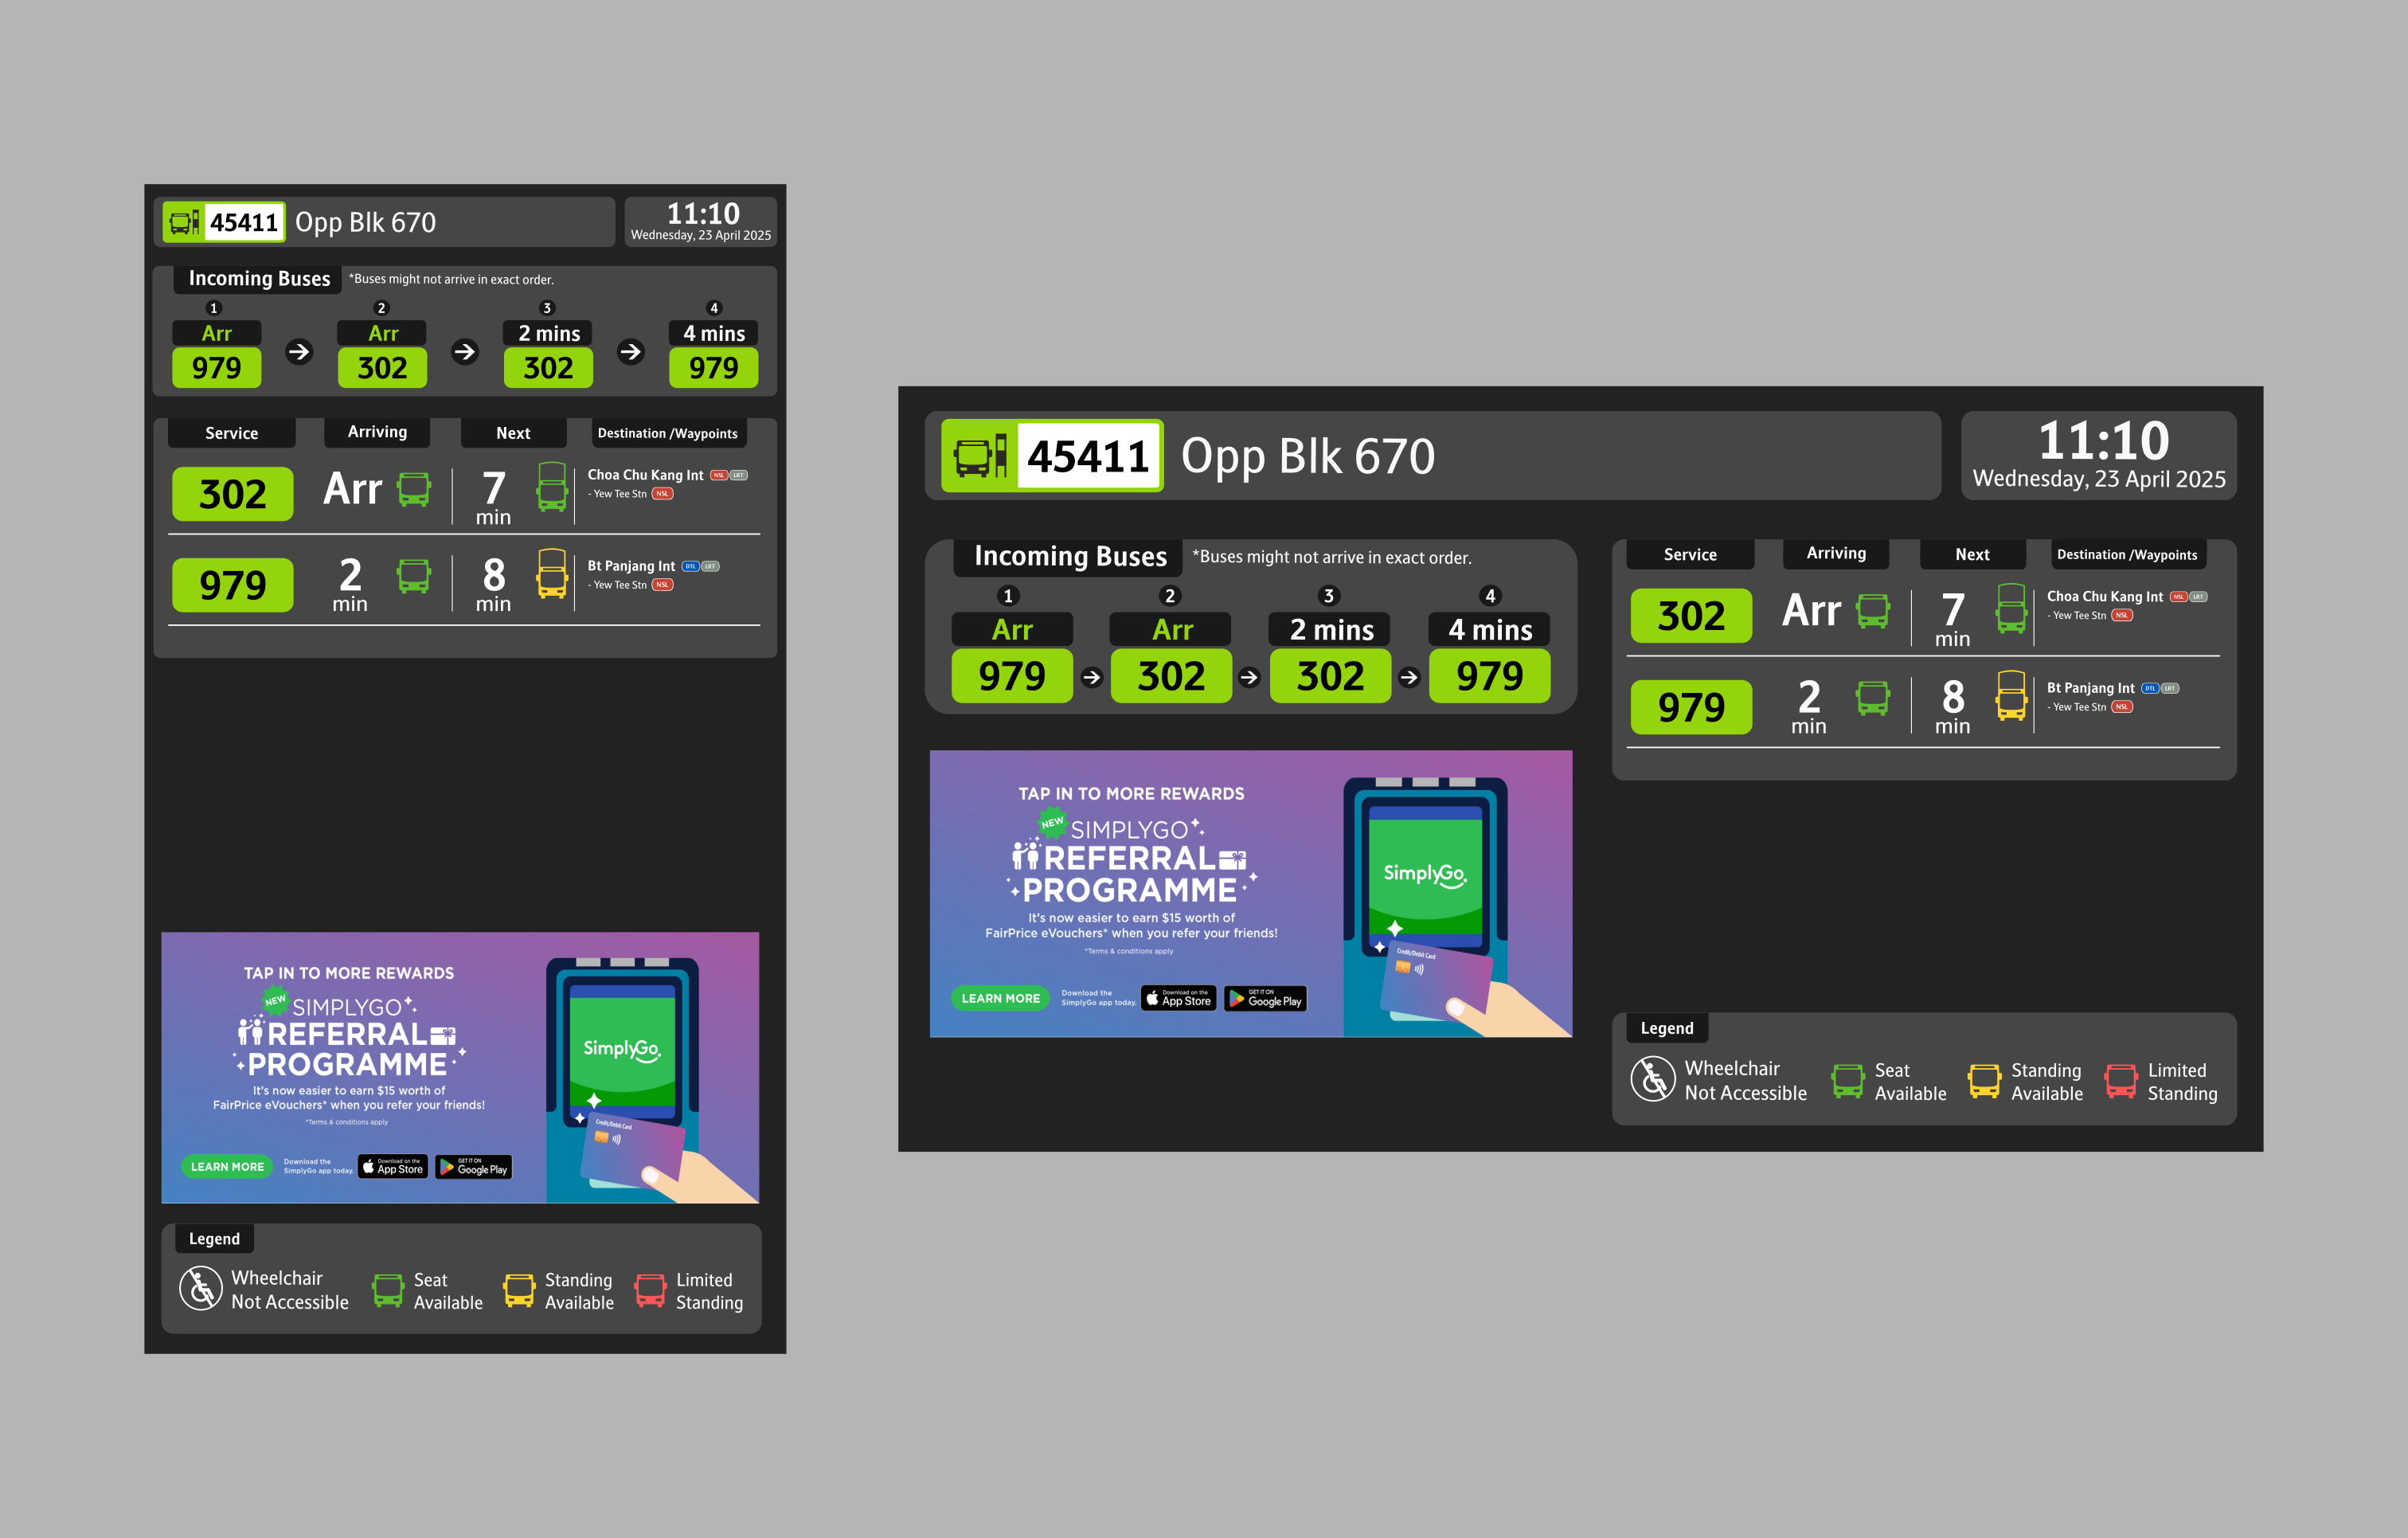 45411 Opp Blk 670
11:10
Wednesday, 23 April 2025
Incoming Buses *Buses might not arrive in exact order.
1 2 3 4
Arr Arr 2 mins 4 mins
979 302 302 979
Service Arriving Next Destination /Waypoints
302 Arr 7 min Choa Chu Kang Int NSL LRT
- Yew Tee Stn NSL
979 2 min 8 min Bt Panjang Int DTL LRT
- Yew Tee Stn NSL
TAP IN TO MORE REWARDS
NEW SIMPLYGO
REFERRAL
PROGRAMME
It's now easier to earn $15 worth of
FairPrice eVouchers* when you refer your friends!
*Terms & conditions apply
LEARN MORE
Download the
SimplyGo app today.
Download on the
App Store
GET IT ON
Google Play
SimplyGo.
Credit/Debit Card
Legend
Wheelchair
Not Accessible
Seat
Available
Standing
Available
Limited
Standing
45411 Opp Blk 670
11:10
Wednesday, 23 April 2025
Incoming Buses *Buses might not arrive in exact order.
1 2 3 4
Arr Arr 2 mins 4 mins
979 302 302 979
TAP IN TO MORE REWARDS
NEW SIMPLYGO
REFERRAL
PROGRAMME
It's now easier to earn $15 worth of
FairPrice eVouchers* when you refer your friends!
*Terms & conditions apply
LEARN MORE
Download the
SimplyGo app today.
Download on the
App Store
GET IT ON
Google Play
SimplyGo.
Credit/Debit Card
Service Arriving Next Destination /Waypoints
302 Arr 7 min Choa Chu Kang Int NSL LRT
- Yew Tee Stn NSL
979 2 min 8 min Bt Panjang Int DTL LRT
- Yew Tee Stn NSL
Legend
Wheelchair
Not Accessible
Seat
Available
Standing
Available
Limited
Standing